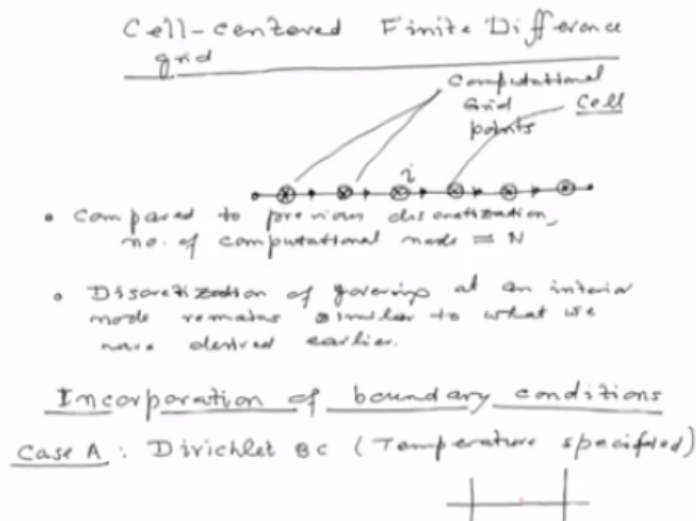 Cell-centered Finite Difference
grid
Computational
Grid
points
Cell
i
• Compared to previous discretization,
no. of computational node = N
• Discretization of governing at an interior
node remains similar to what we
have derived earlier.
Incorporation of boundary conditions
Case A : Dirichlet BC (Temperature specified)